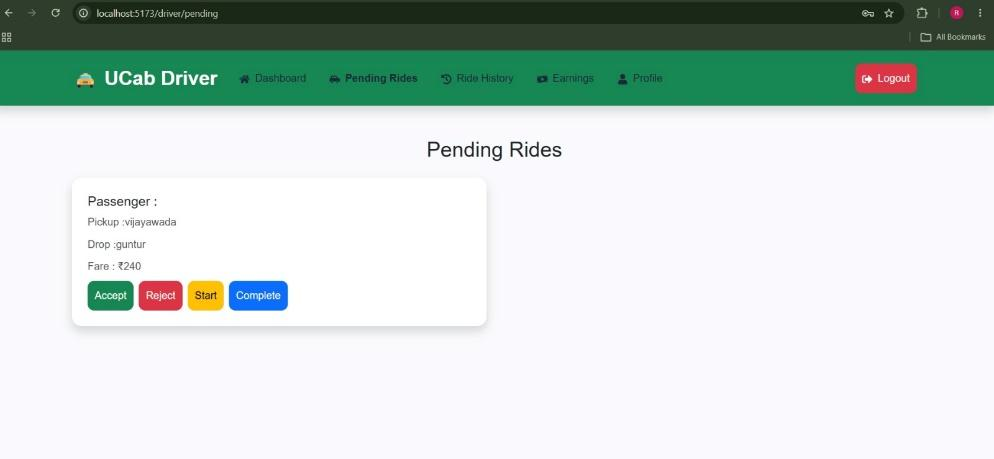 localhost:5173/driver/pending
R
All Bookmarks
UCab Driver Dashboard Pending Rides Ride History Earnings Profile Logout
Pending Rides
Passenger :
Pickup :vijayawada
Drop :guntur
Fare : ₹240
Accept Reject Start Complete